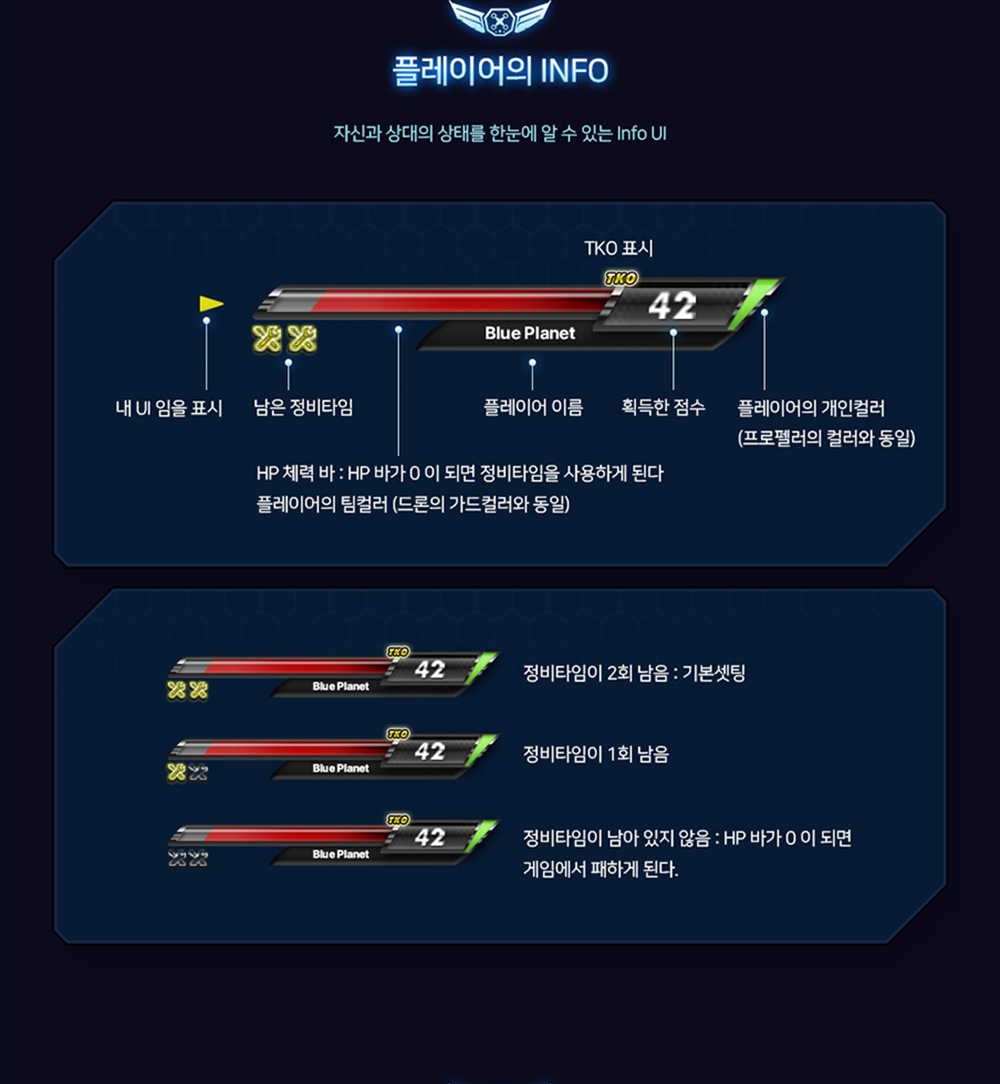 플레이어의 INFO
자신과 상대의 상태를 한눈에 알 수 있는 Info UI
TKO 표시
TKO
42
Blue Planet
내 UI 임을 표시
남은 정비타임
플레이어 이름
획득한 점수
플레이어의 개인컬러
(프로펠러의 컬러와 동일)
HP 체력 바 : HP 바가 0 이 되면 정비타임을 사용하게 된다
플레이어의 팀컬러 (드론의 가드컬러와 동일)
TKO
42
Blue Planet
정비타임이 2회 남음 : 기본셋팅
TKO
42
Blue Planet
정비타임이 1회 남음
TKO
42
Blue Planet
정비타임이 남아 있지 않음 : HP 바가 0 이 되면
게임에서 패하게 된다.